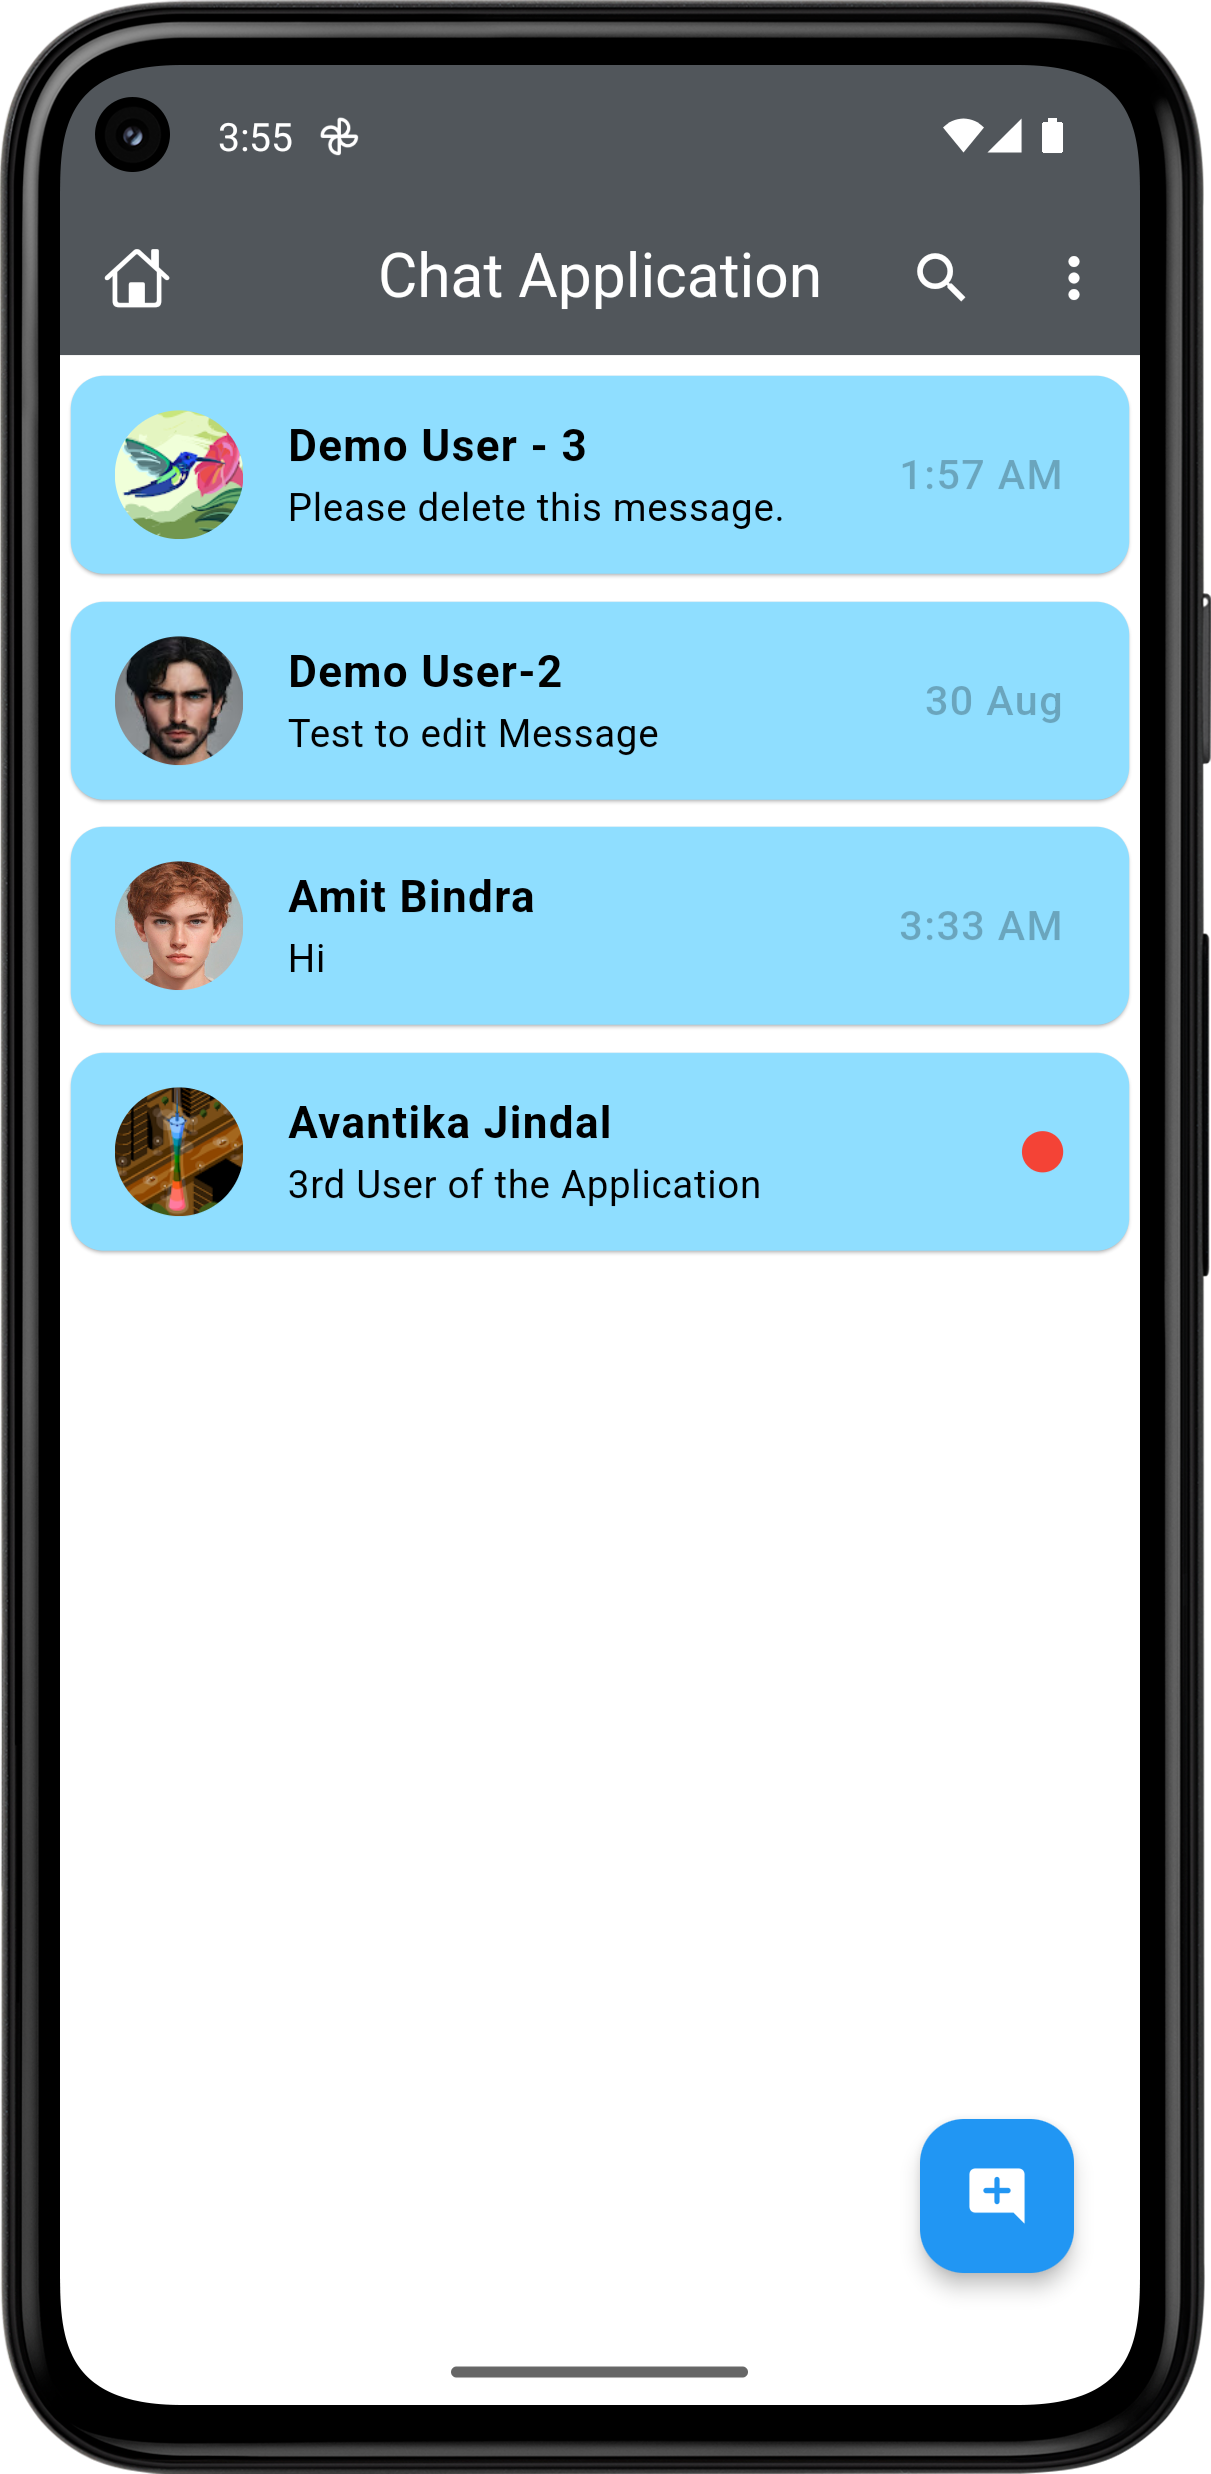 3:55
Chat Application
Demo User - 3
Please delete this message.
1:57 AM
Demo User-2
Test to edit Message
30 Aug
Amit Bindra
Hi
3:33 AM
Avantika Jindal
3rd User of the Application